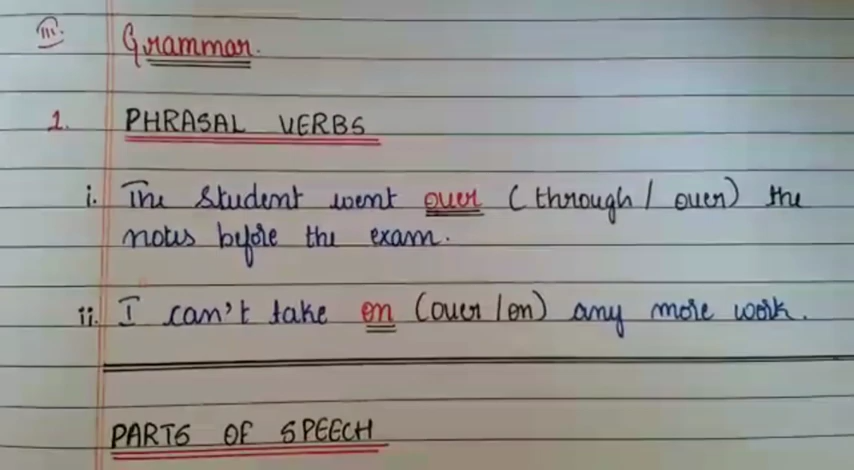 III. Grammar.
1. PHRASAL VERBS
i. The student went over (through / over) the
notes before the exam.
ii. I can't take on (over / on) any more work.
PARTS OF SPEECH